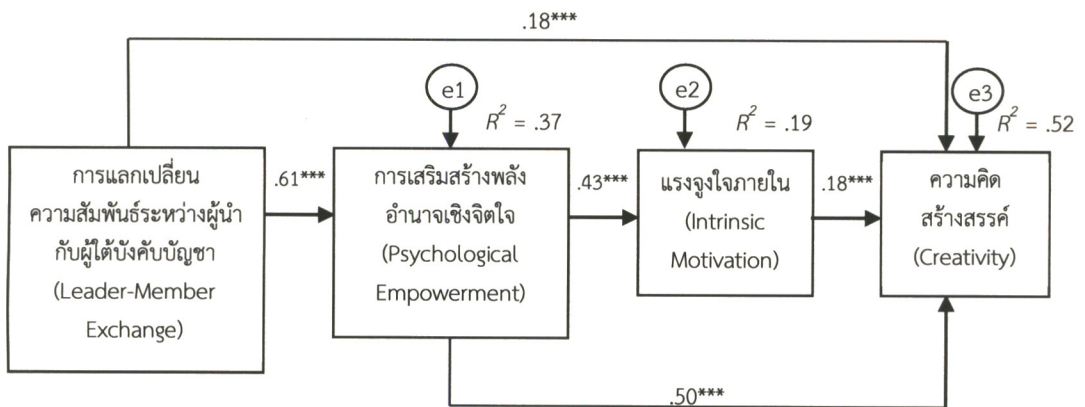 .18***
e1
R² = .37
e2
R² = .19
e3
R² = .52
การแลกเปลี่ยน
ความสัมพันธ์ระหว่างผู้นำ
กับผู้ใต้บังคับบัญชา
(Leader-Member
Exchange)
.61***
การเสริมสร้างพลัง
อำนาจเชิงจิตใจ
(Psychological
Empowerment)
.43***
แรงจูงใจภายใน
(Intrinsic
Motivation)
.18***
ความคิด
สร้างสรรค์
(Creativity)
.50***